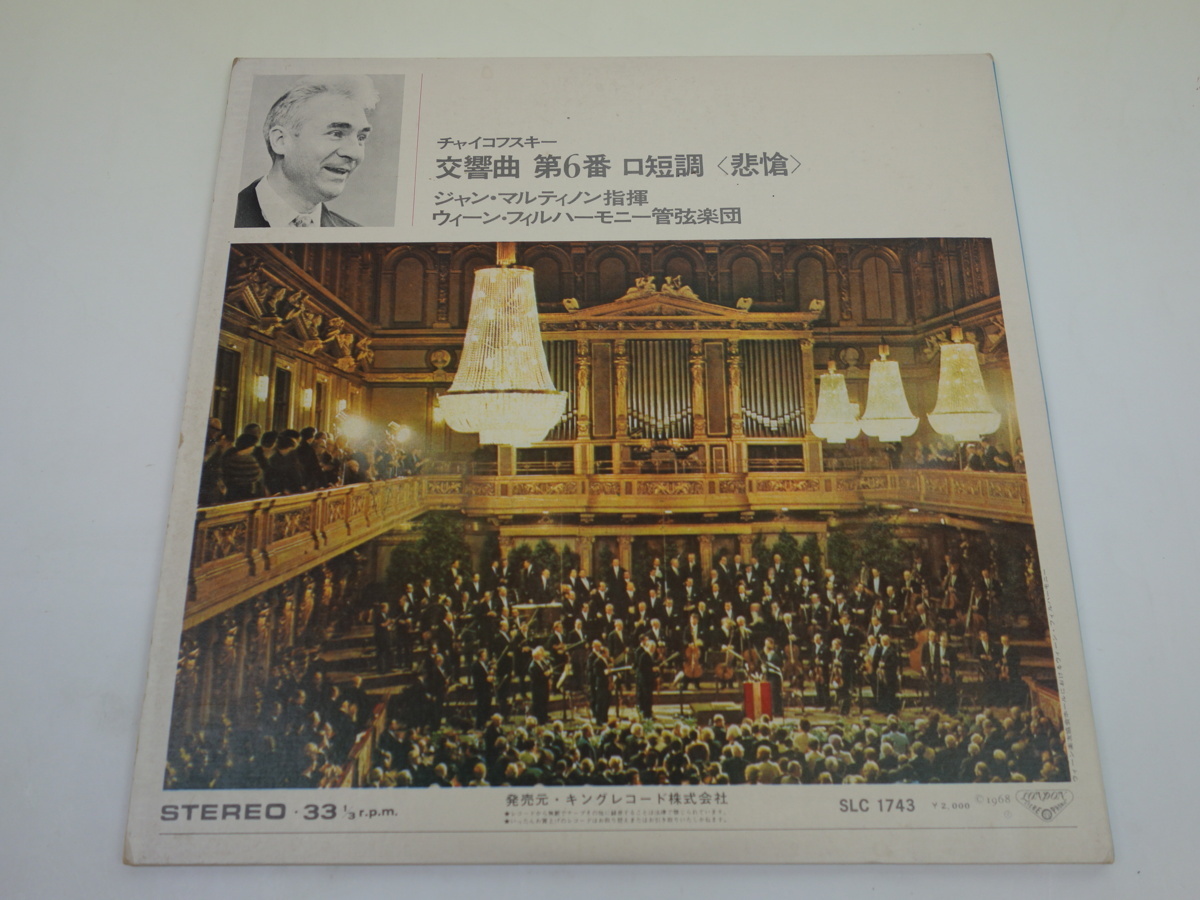 チャイコフスキー
交響曲 第6番 ロ短調〈悲愴〉
ジャン・マルティノン指揮
ウィーン・フィルハーモニー管弦楽団
STEREO・33 1/3 r.p.m.
発売元・キングレコード株式会社
SLC 1743 ¥2,000 ©1968 LONDON